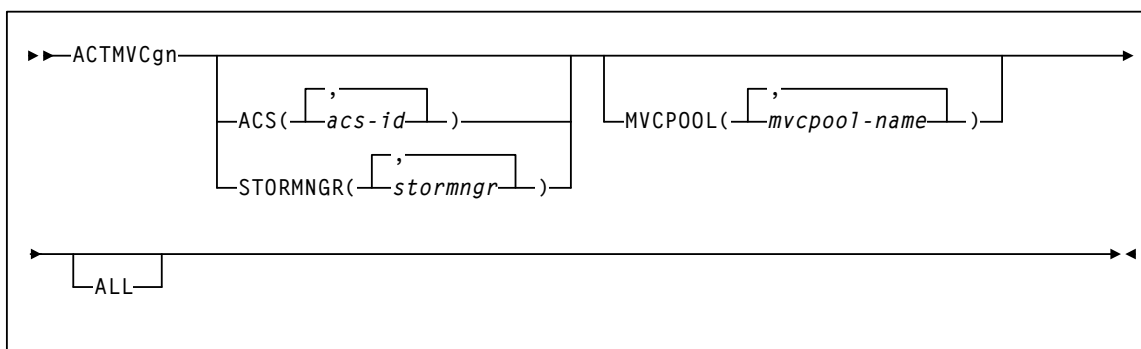 ACTMVCgn
,
ACS( acs-id )
,
MVCPOOL( mvcpool-name )
,
STORMNGR( stormngr )
ALL